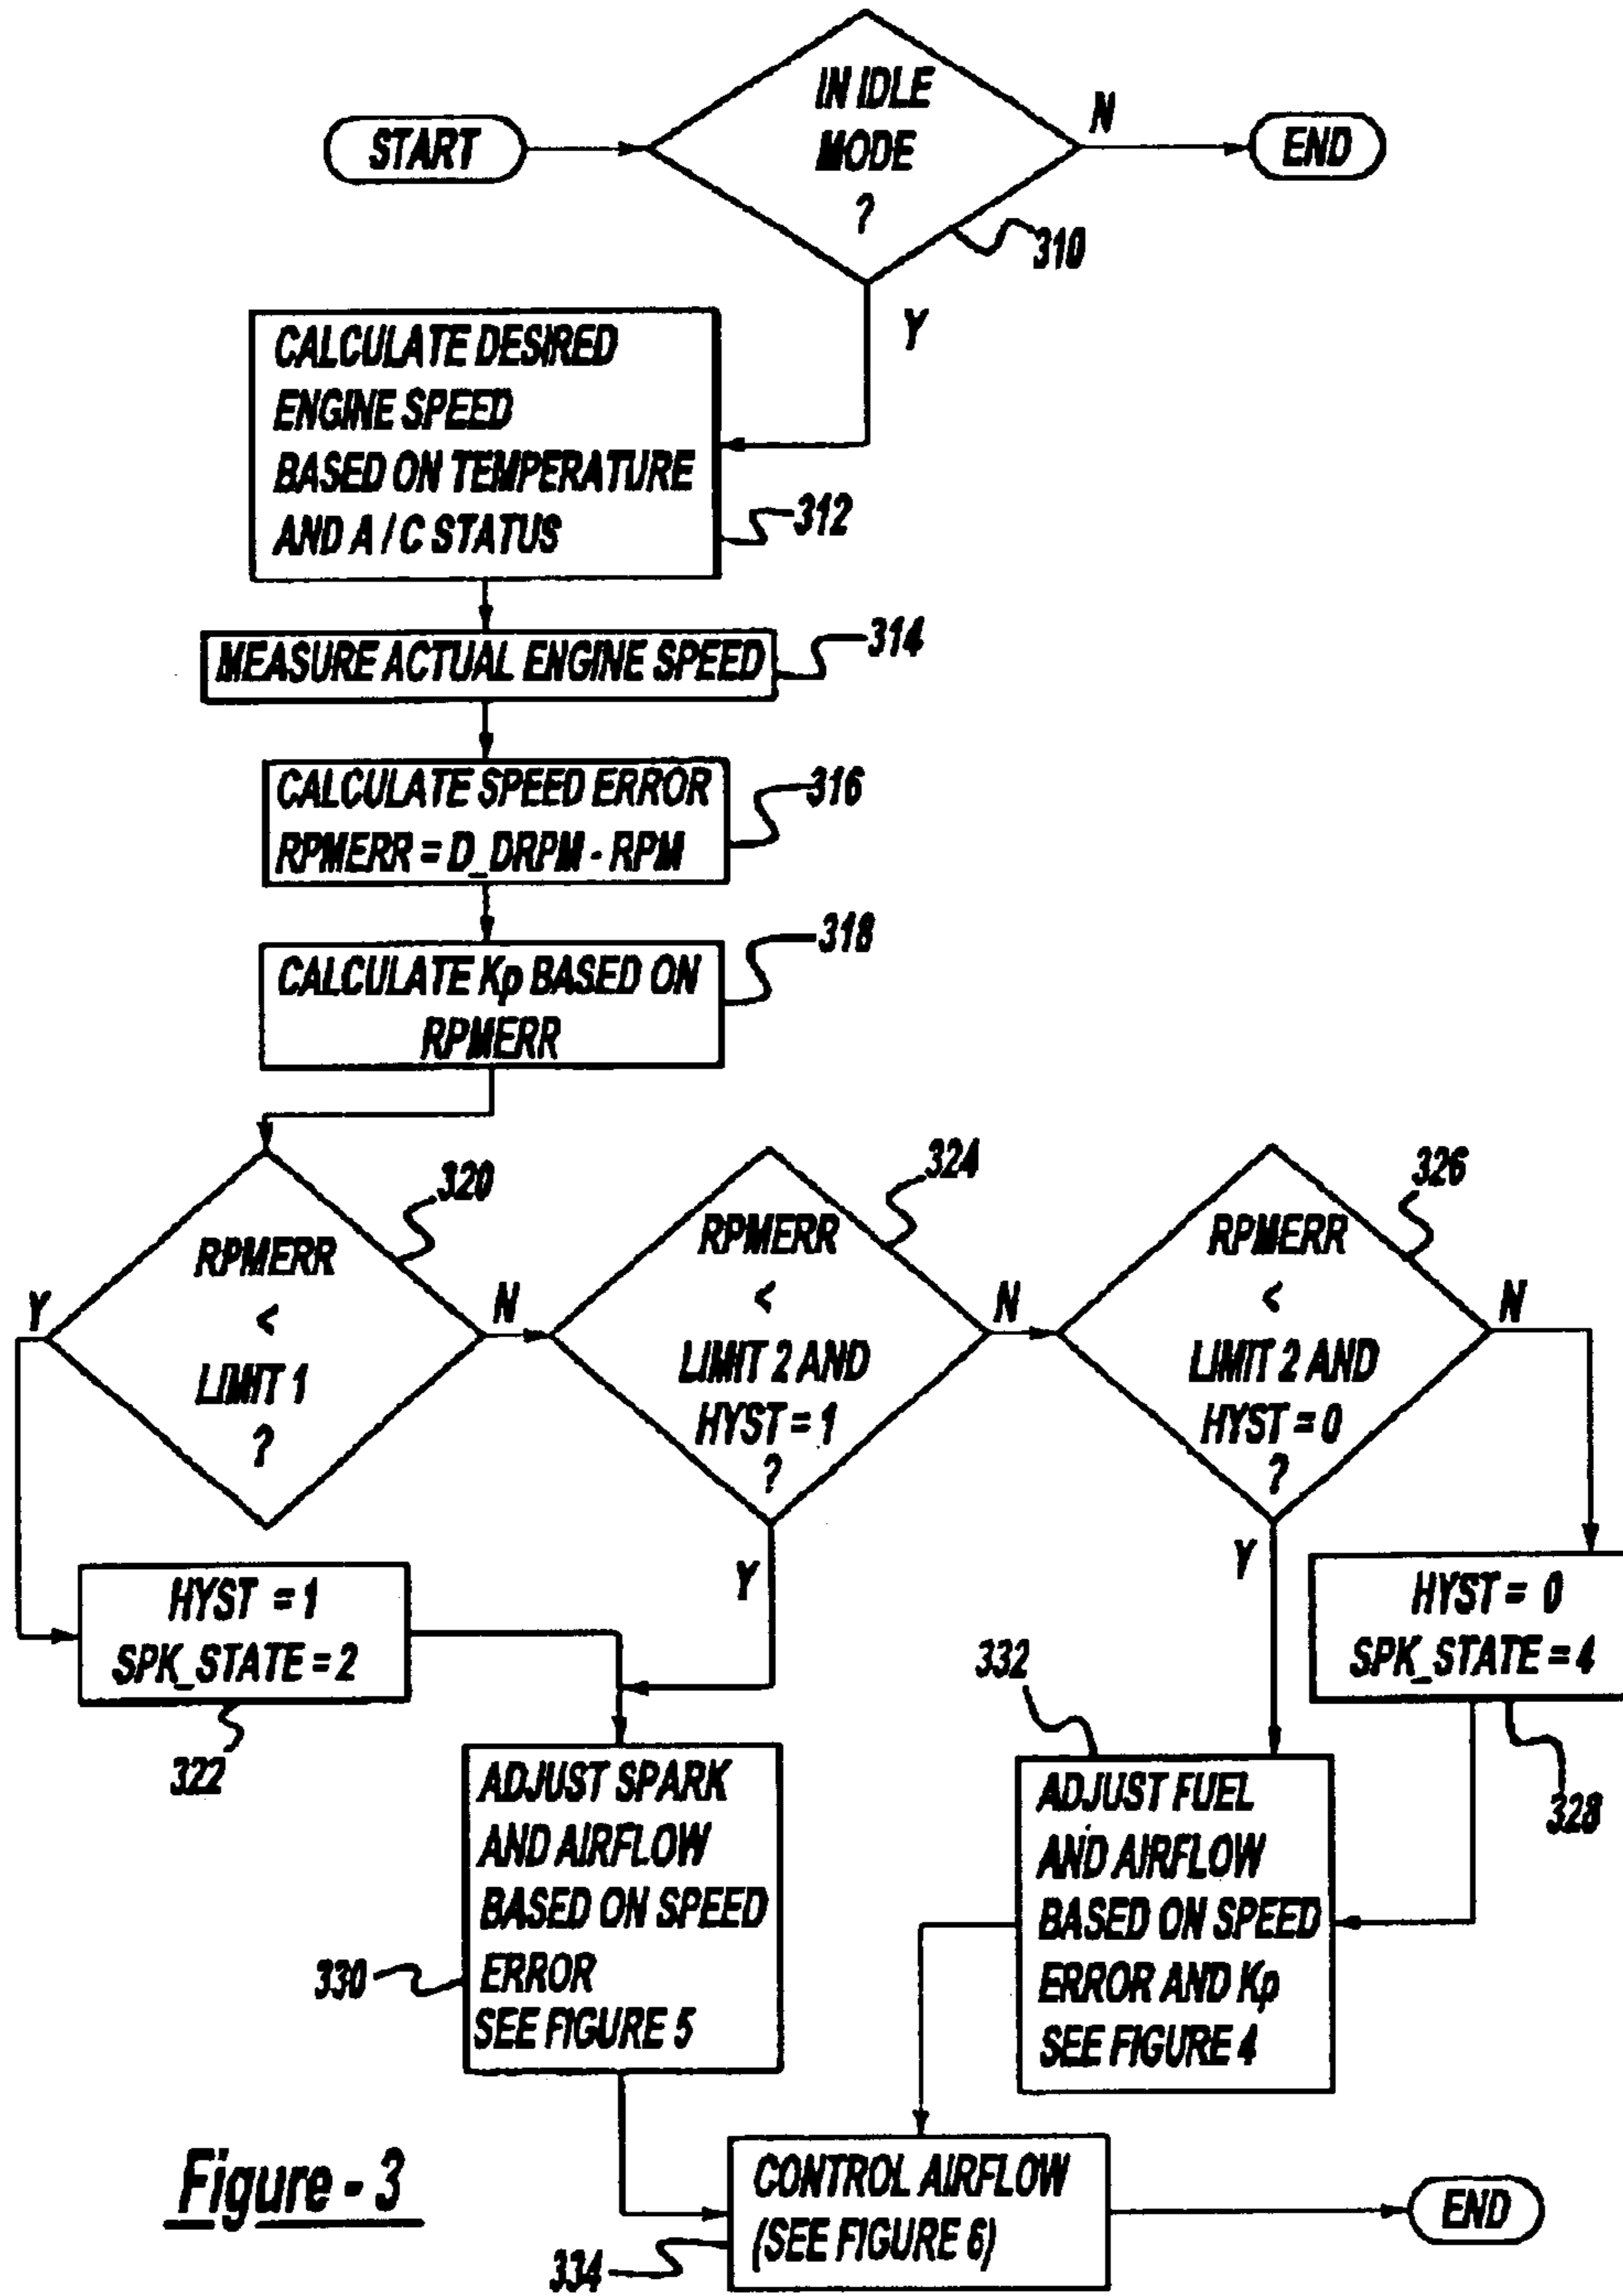 IN IDLE
MODE
?
START
N
END
310
Y
CALCULATE DESIRED
ENGINE SPEED
BASED ON TEMPERATURE
AND A / C STATUS
312
MEASURE ACTUAL ENGINE SPEED
314
CALCULATE SPEED ERROR
RPMERR = D_DRPM - RPM
316
CALCULATE Kp BASED ON
RPMERR
318
RPMERR
<
LIMIT 1
?
320
Y
N
RPMERR
<
LIMIT 2 AND
HYST = 1
?
324
N
Y
RPMERR
<
LIMIT 2 AND
HYST = 0
?
326
N
Y
HYST = 1
SPK_STATE = 2
322
HYST = 0
SPK_STATE = 4
328
ADJUST SPARK
AND AIRFLOW
BASED ON SPEED
ERROR
SEE FIGURE 5
330
332
ADJUST FUEL
AND AIRFLOW
BASED ON SPEED
ERROR AND Kp
SEE FIGURE 4
CONTROL AIRFLOW
(SEE FIGURE 6)
334
END
Figure - 3